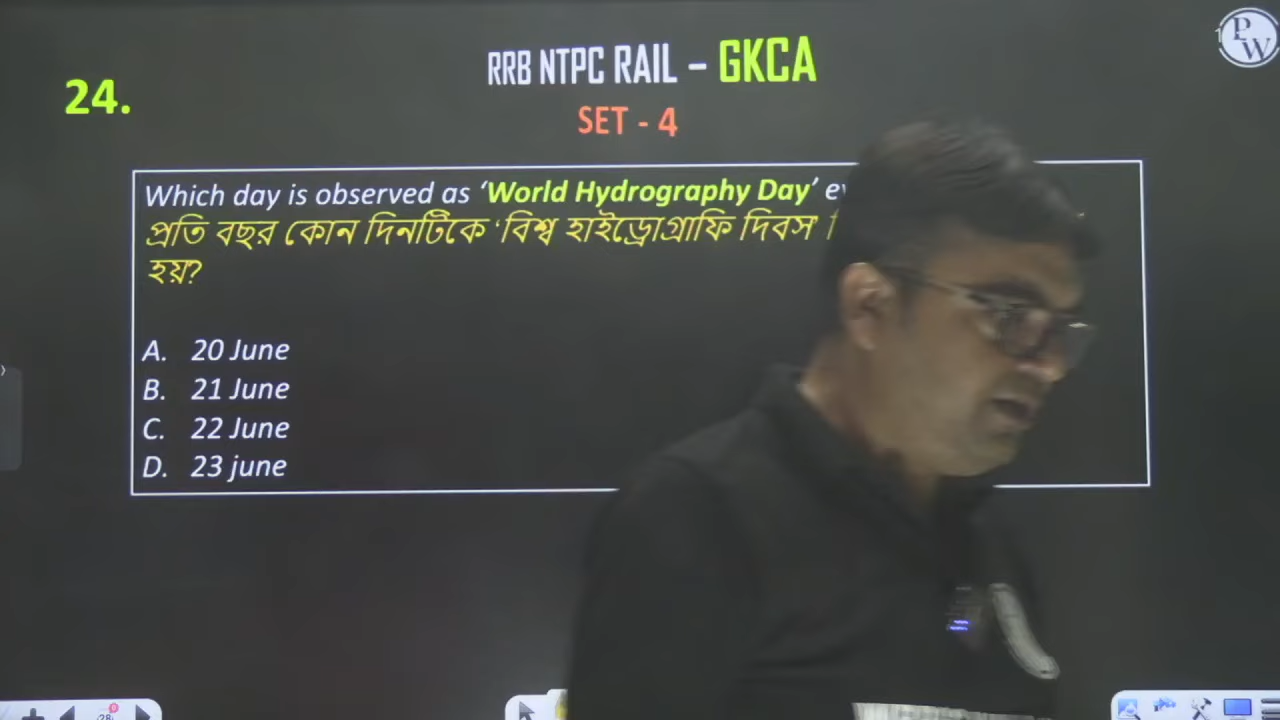 PW
RRB NTPC RAIL – GKCA
24.
SET - 4
Which day is observed as ‘World Hydrography Day’
প্রতি বছর কোন দিনটিকে ‘বিশ্ব হাইড্রোগ্রাফি দিবস’
হয়?
A. 20 June
B. 21 June
C. 22 June
D. 23 june